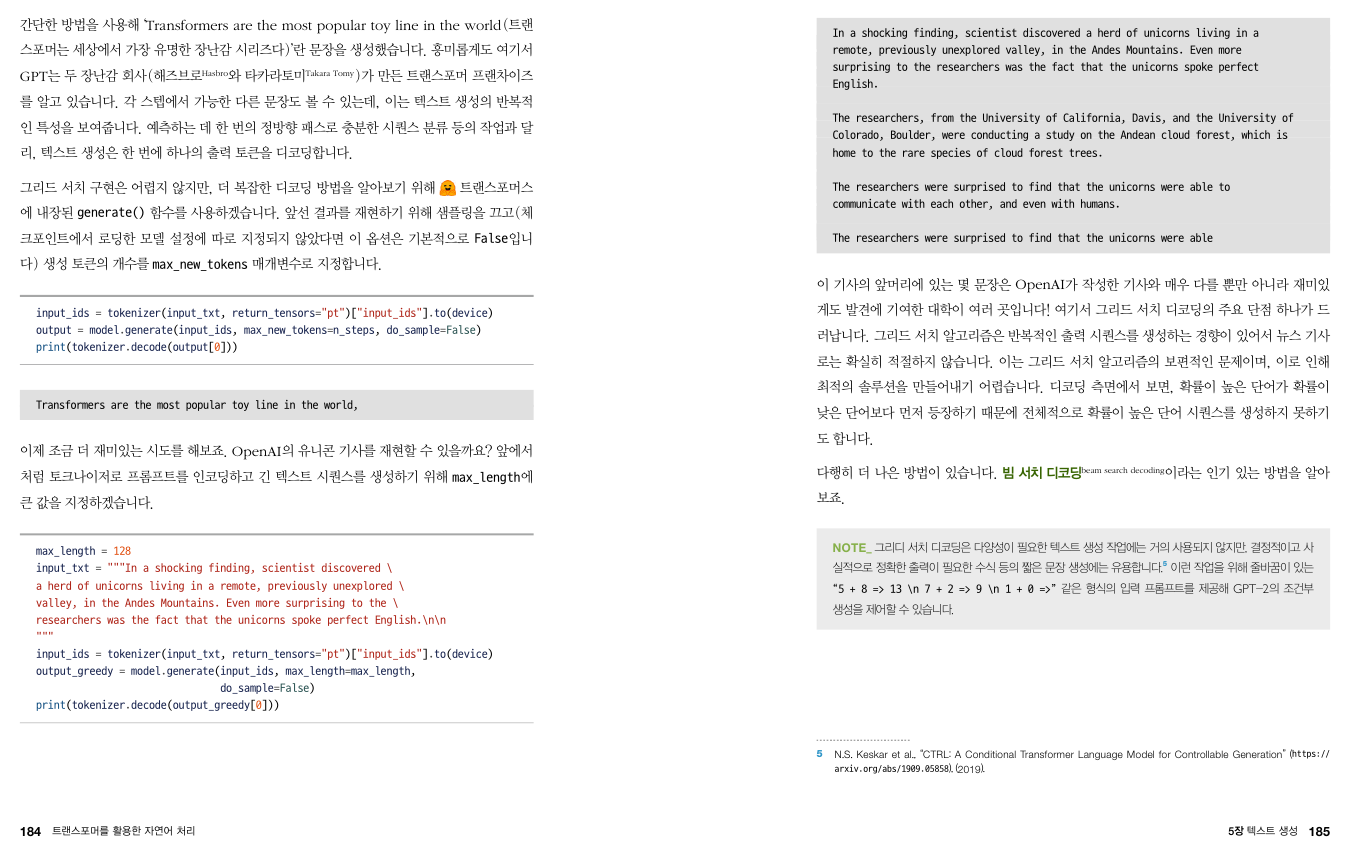 간단한 방법을 사용해 ‘Transformers are the most popular toy line in the world(트랜
스포머는 세상에서 가장 유명한 장난감 시리즈다)’란 문장을 생성했습니다. 흥미롭게도 여기서
GPT는 두 장난감 회사(해즈브로Hasbro와 타카라토미Takara Tomy)가 만든 트랜스포머 프랜차이즈
를 알고 있습니다. 각 스텝에서 가능한 다른 문장도 볼 수 있는데, 이는 텍스트 생성의 반복적
인 특성을 보여줍니다. 예측하는 데 한 번의 정방향 패스로 충분한 시퀀스 분류 등의 작업과 달
리, 텍스트 생성은 한 번에 하나의 출력 토큰을 디코딩합니다.
그리드 서치 구현은 어렵지 않지만, 더 복잡한 디코딩 방법을 알아보기 위해 🤗 트랜스포머스
에 내장된 generate() 함수를 사용하겠습니다. 앞선 결과를 재현하기 위해 샘플링을 끄고(체
크포인트에서 로딩한 모델 설정에 따로 지정되지 않았다면 이 옵션은 기본적으로 False입니
다) 생성 토큰의 개수를 max_new_tokens 매개변수로 지정합니다.
input_ids = tokenizer(input_txt, return_tensors="pt")["input_ids"].to(device)
output = model.generate(input_ids, max_new_tokens=n_steps, do_sample=False)
print(tokenizer.decode(output[0]))
Transformers are the most popular toy line in the world,
이제 조금 더 재미있는 시도를 해보죠. OpenAI의 유니콘 기사를 재현할 수 있을까요? 앞에서
처럼 토크나이저로 프롬프트를 인코딩하고 긴 텍스트 시퀀스를 생성하기 위해 max_length에
큰 값을 지정하겠습니다.
max_length = 128
input_txt = """In a shocking finding, scientist discovered \
a herd of unicorns living in a remote, previously unexplored \
valley, in the Andes Mountains. Even more surprising to the \
researchers was the fact that the unicorns spoke perfect English.\n\n
"""
input_ids = tokenizer(input_txt, return_tensors="pt")["input_ids"].to(device)
output_greedy = model.generate(input_ids, max_length=max_length,
do_sample=False)
print(tokenizer.decode(output_greedy[0]))
184 트랜스포머를 활용한 자연어 처리
In a shocking finding, scientist discovered a herd of unicorns living in a
remote, previously unexplored valley, in the Andes Mountains. Even more
surprising to the researchers was the fact that the unicorns spoke perfect
English.
The researchers, from the University of California, Davis, and the University of
Colorado, Boulder, were conducting a study on the Andean cloud forest, which is
home to the rare species of cloud forest trees.
The researchers were surprised to find that the unicorns were able to
communicate with each other, and even with humans.
The researchers were surprised to find that the unicorns were able
이 기사의 앞머리에 있는 몇 문장은 OpenAI가 작성한 기사와 매우 다를 뿐만 아니라 재미있
게도 발견에 기여한 대학이 여러 곳입니다! 여기서 그리드 서치 디코딩의 주요 단점 하나가 드
러납니다. 그리드 서치 알고리즘은 반복적인 출력 시퀀스를 생성하는 경향이 있어서 뉴스 기사
로는 확실히 적절하지 않습니다. 이는 그리드 서치 알고리즘의 보편적인 문제이며, 이로 인해
최적의 솔루션을 만들어내기 어렵습니다. 디코딩 측면에서 보면, 확률이 높은 단어가 확률이
낮은 단어보다 먼저 등장하기 때문에 전체적으로 확률이 높은 단어 시퀀스를 생성하지 못하기
도 합니다.
다행히 더 나은 방법이 있습니다. 빔 서치 디코딩beam search decoding이라는 인기 있는 방법을 알아
보죠.
NOTE_ 그리디 서치 디코딩은 다양성이 필요한 텍스트 생성 작업에는 거의 사용되지 않지만, 결정적이고 사
실적으로 정확한 출력이 필요한 수식 등의 짧은 문장 생성에는 유용합니다.5 이런 작업을 위해 줄바꿈이 있는
“5 + 8 => 13 \n 7 + 2 => 9 \n 1 + 0 =>” 같은 형식의 입력 프롬프트를 제공해 GPT-2의 조건부
생성을 제어할 수 있습니다.
5 N.S. Keskar et al., “CTRL: A Conditional Transformer Language Model for Controllable Generation” (https://
arxiv.org/abs/1909.05858), (2019).
5장 텍스트 생성 185